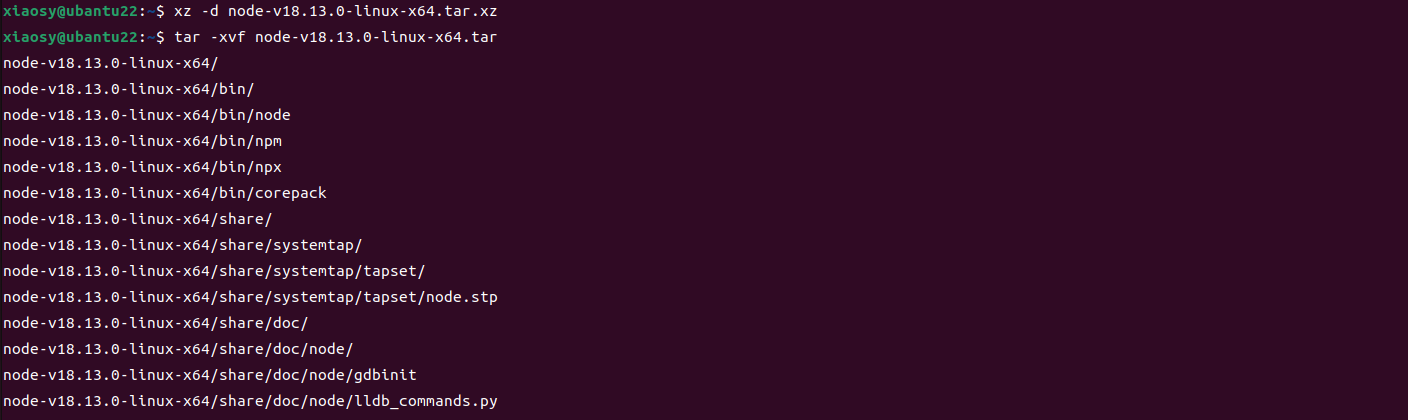 xiaosy@ubantu22:~$ xz -d node-v18.13.0-linux-x64.tar.xz
xiaosy@ubantu22:~$ tar -xvf node-v18.13.0-linux-x64.tar
node-v18.13.0-linux-x64/
node-v18.13.0-linux-x64/bin/
node-v18.13.0-linux-x64/bin/node
node-v18.13.0-linux-x64/bin/npm
node-v18.13.0-linux-x64/bin/npx
node-v18.13.0-linux-x64/bin/corepack
node-v18.13.0-linux-x64/share/
node-v18.13.0-linux-x64/share/systemtap/
node-v18.13.0-linux-x64/share/systemtap/tapset/
node-v18.13.0-linux-x64/share/systemtap/tapset/node.stp
node-v18.13.0-linux-x64/share/doc/
node-v18.13.0-linux-x64/share/doc/node/
node-v18.13.0-linux-x64/share/doc/node/gdbinit
node-v18.13.0-linux-x64/share/doc/node/lldb_commands.py